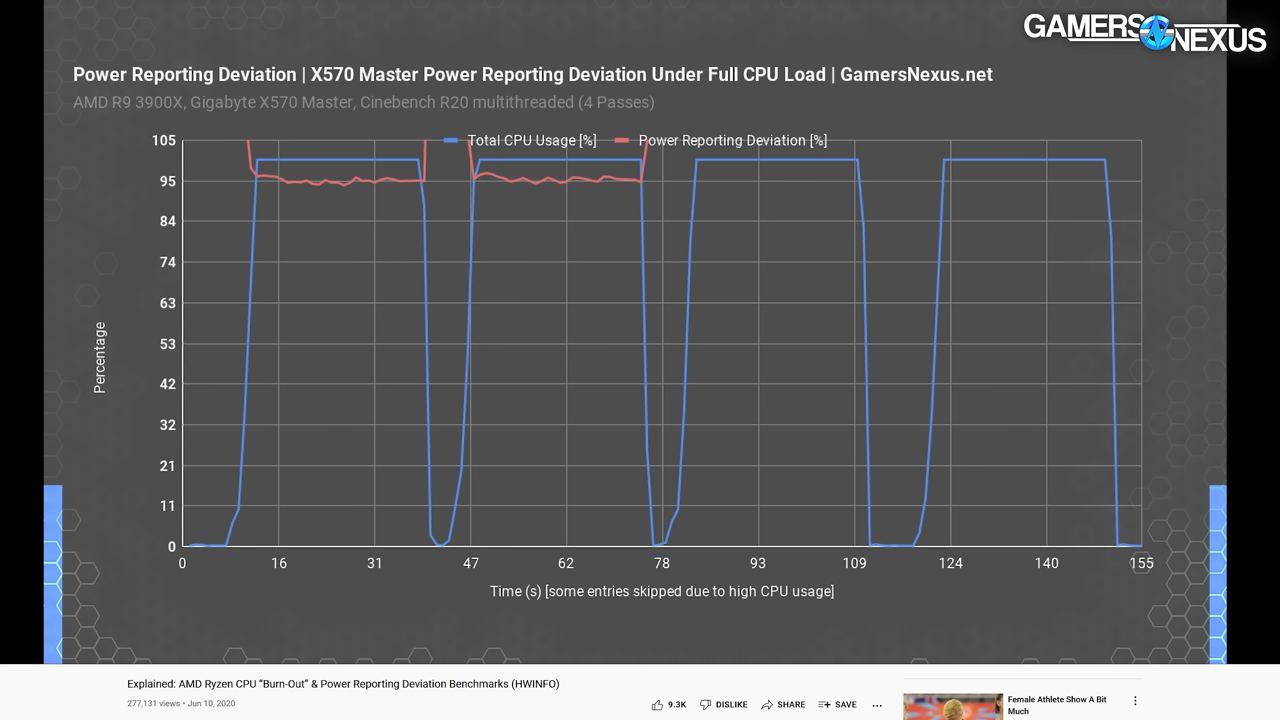 GAMERS NEXUS
Power Reporting Deviation | X570 Master Power Reporting Deviation Under Full CPU Load | GamersNexus.net
AMD R9 3900X, Gigabyte X570 Master, Cinebench R20 multithreaded (4 Passes)
Total CPU Usage [%] Power Reporting Deviation [%]
105
95
84
74
63
53
42
32
21
11
0
Percentage
0 16 31 47 62 78 93 109 124 140 155
Time (s) [some entries skipped due to high CPU usage]
Explained: AMD Ryzen CPU “Burn-Out” & Power Reporting Deviation Benchmarks (HWINFO)
277,131 views • Jun 10, 2020
9.3K DISLIKE SHARE SAVE
Female Athlete Show A Bit
Much